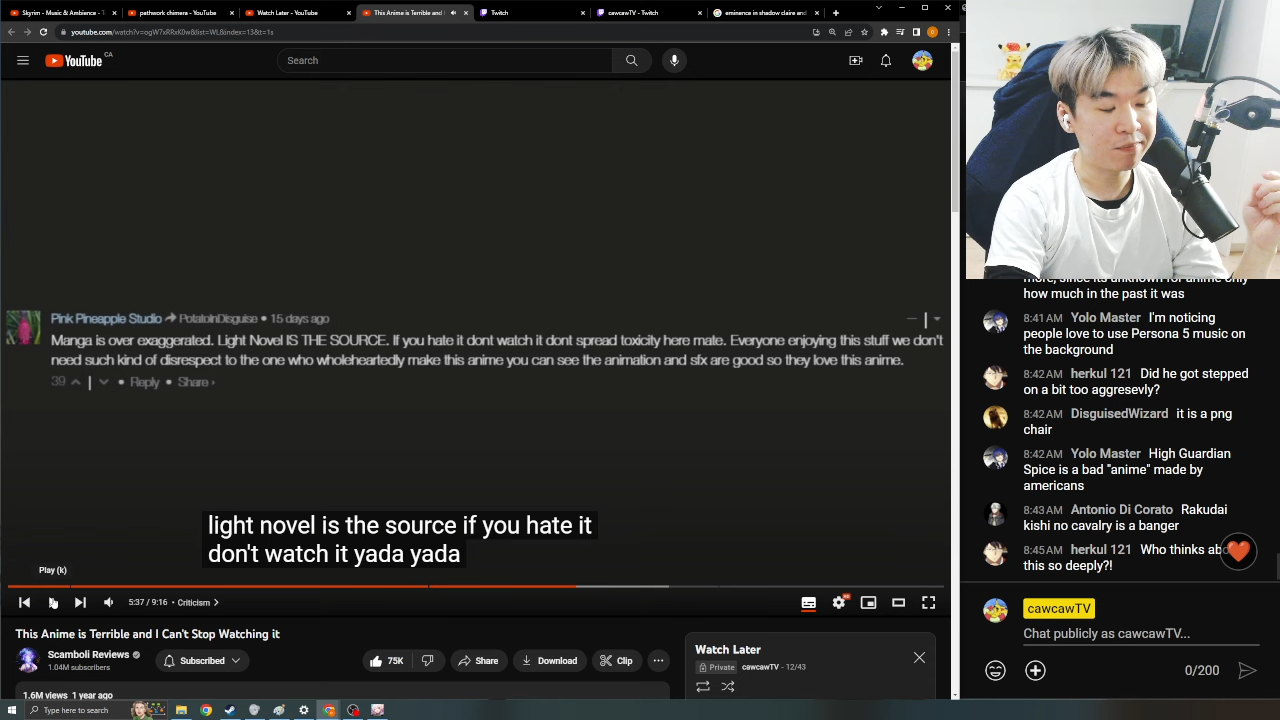 Skyrim - Music & Ambience - T
pathwork chimera - YouTube
Watch Later - YouTube
This Anime is Terrible and I
Twitch
cawcawTV - Twitch
eminence in shadow claire and
youtube.com/watch?v=ogW7xRRxK0w&list=WL&index=13&t=1s
YouTube
CA
Search
Pink Pineapple Studio
PotatoInDisguise • 15 days ago
Manga is over exaggerated. Light Novel IS THE SOURCE. If you hate it dont watch it dont spread toxicity here mate. Everyone enjoying this stuff we don't
need such kind of disrespect to the one who wholeheartedly make this anime you can see the animation and sfx are good so they love this anime.
39
• Reply • Share ›
light novel is the source if you hate it
don't watch it yada yada
Play (k)
5:37 / 9:16 • Criticism
This Anime is Terrible and I Can't Stop Watching it
Scamboli Reviews
1.04M subscribers
Subscribed
75K
Share
Download
Clip
1.6M views 1 year ago
Watch Later
Private cawcawTV - 12/43
how much in the past it was
8:41 AM Yolo Master I'm noticing
people love to use Persona 5 music on
the background
8:42 AM herkul 121 Did he got stepped
on a bit too aggresevly?
8:42 AM DisguisedWizard it is a png
chair
8:42 AM Yolo Master High Guardian
Spice is a bad "anime" made by
americans
8:43 AM Antonio Di Corato Rakudai
kishi no cavalry is a banger
8:45 AM herkul 121 Who thinks
this so deeply?!
cawcawTV
Chat publicly as cawcawTV...
0/200
Type here to search